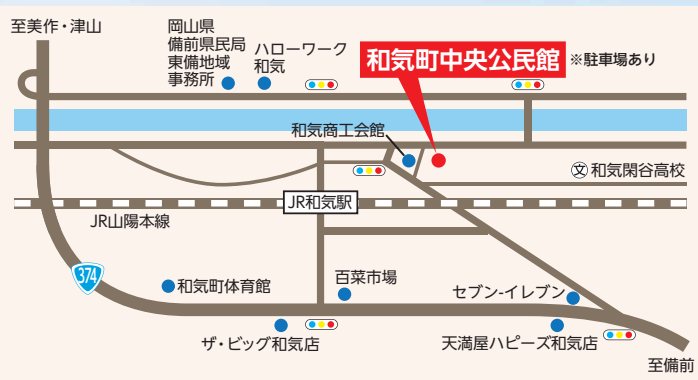 至美作・津山
岡山県
備前県民局
東備地域
事務所
ハローワーク
和気
和気町中央公民館
※駐車場あり
和気商工会館
文 和気閑谷高校
JR和気駅
JR山陽本線
374
和気町体育館
百菜市場
セブン-イレブン
ザ・ビッグ和気店
天満屋ハピーズ和気店
至備前